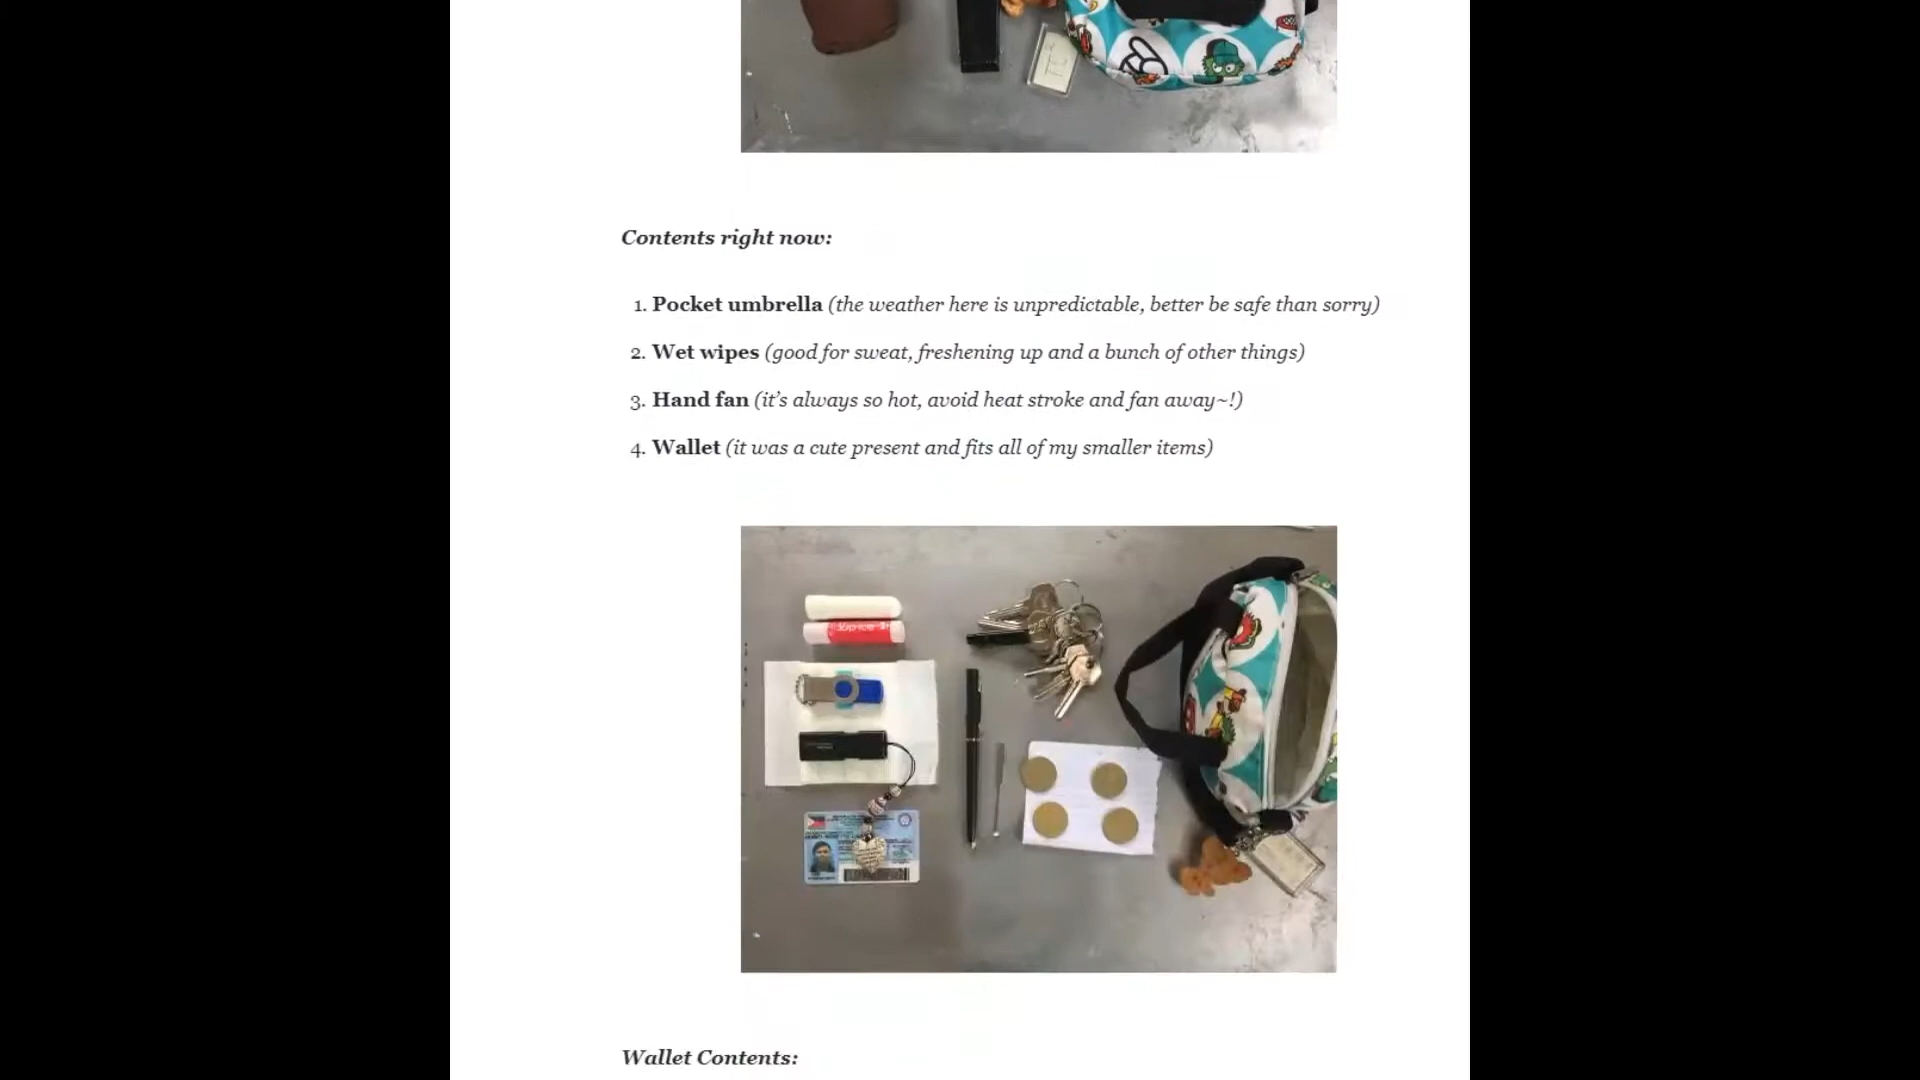 Contents right now:
1. Pocket umbrella (the weather here is unpredictable, better be safe than sorry)
2. Wet wipes (good for sweat, freshening up and a bunch of other things)
3. Hand fan (it’s always so hot, avoid heat stroke and fan away~!)
4. Wallet (it was a cute present and fits all of my smaller items)
Wallet Contents: